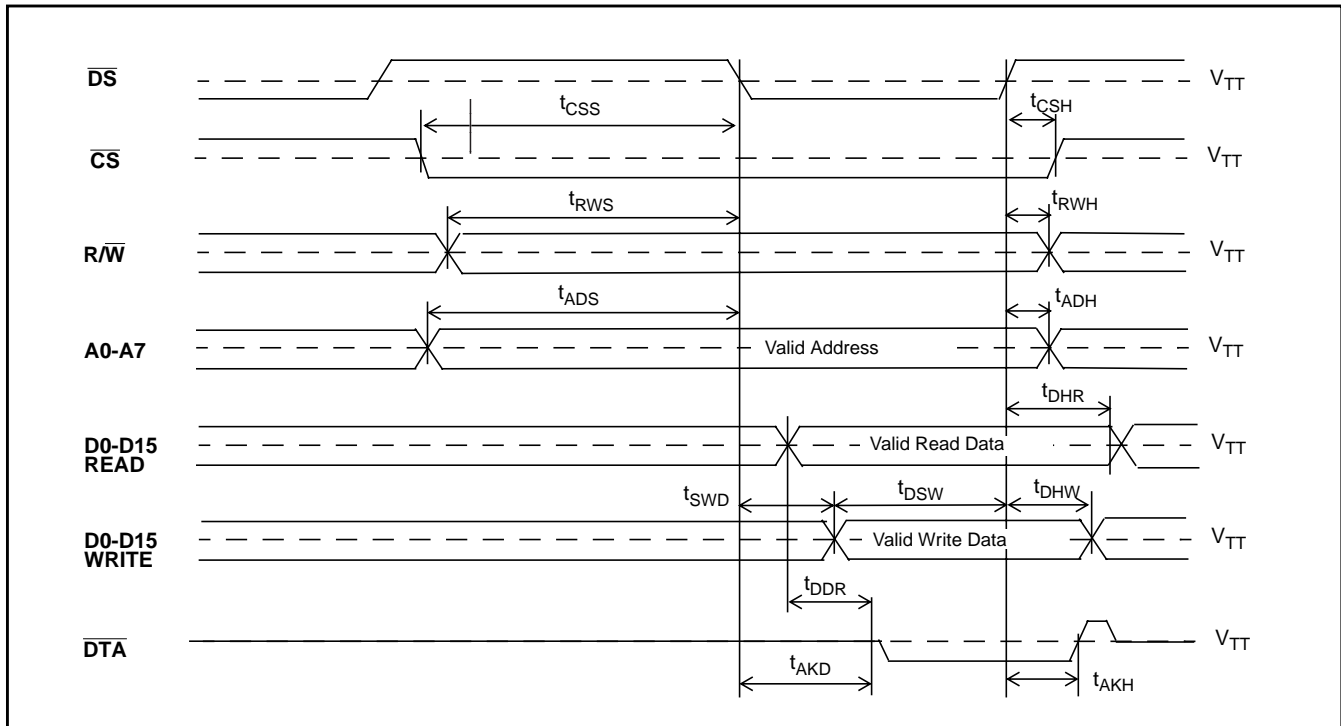 DS
VTT
tCSS
tCSH
CS
VTT
tRWS
tRWH
R/W
VTT
tADS
tADH
A0-A7
Valid Address
VTT
tDHR
D0-D15
READ
Valid Read Data
VTT
tSWD
tDSW
tDHW
D0-D15
WRITE
Valid Write Data
VTT
tDDR
DTA
VTT
tAKD
tAKH